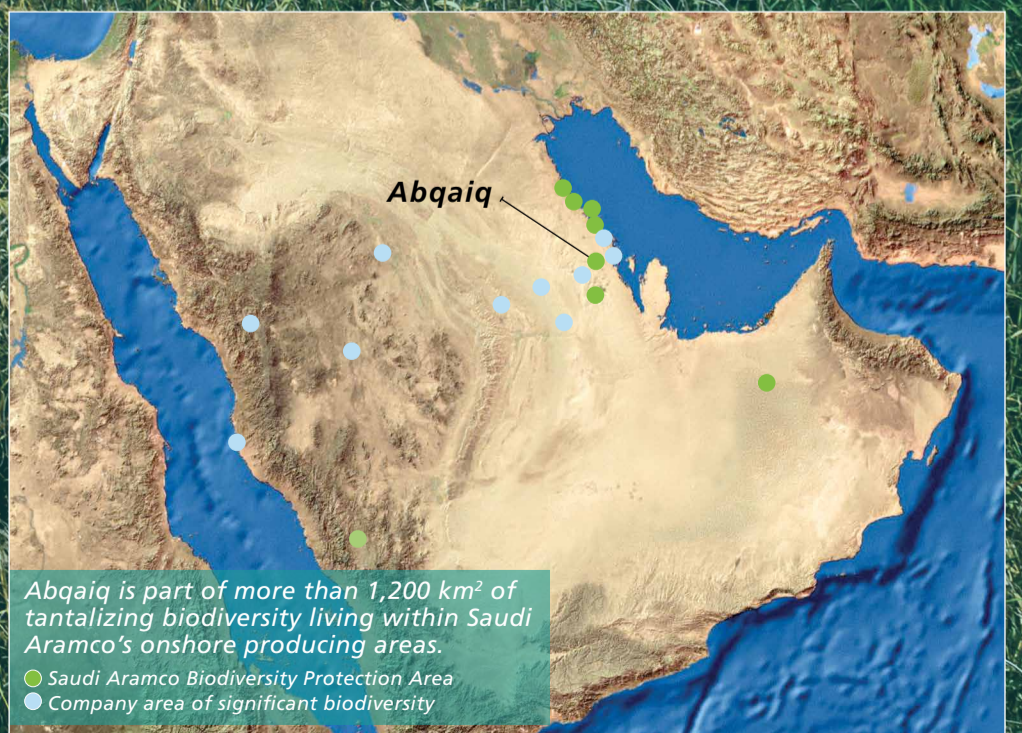 Abqaiq
Abqaiq is part of more than 1,200 km² of
tantalizing biodiversity living within Saudi
Aramco’s onshore producing areas.
Saudi Aramco Biodiversity Protection Area
Company area of significant biodiversity